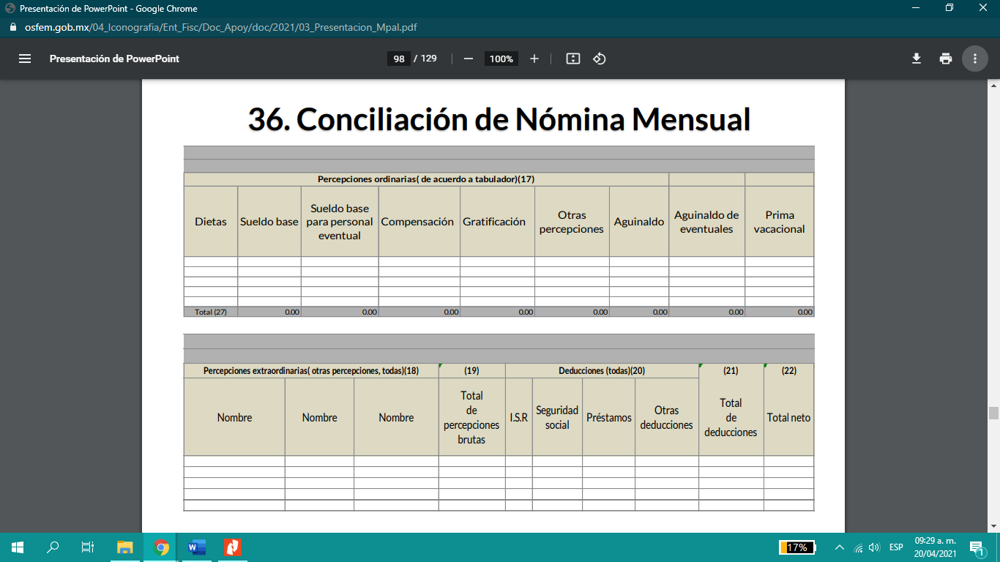 Presentación de PowerPoint - Google Chrome
osfem.gob.mx/04_Iconografia/Ent_Fisc/Doc_Apoy/doc/2021/03_Presentacion_Mpal.pdf
Presentación de PowerPoint
98 / 129
100%
36. Conciliación de Nómina Mensual
Percepciones ordinarias( de acuerdo a tabulador)(17)
Dietas
Sueldo base
Sueldo base
para personal
eventual
Compensación
Gratificación
Otras
percepciones
Aguinaldo
Aguinaldo de
eventuales
Prima
vacacional
Total (27) 0.00 0.00 0.00 0.00 0.00 0.00 0.00 0.00
Percepciones extraordinarias( otras percepciones, todas)(18) (19) Deducciones (todas)(20) (21) (22)
Nombre
Nombre
Nombre
Total
de
percepciones
brutas
I.S.R
Seguridad
social
Préstamos
Otras
deducciones
Total
de
deducciones
Total neto
17%
ESP
09:29 a. m.
20/04/2021
1